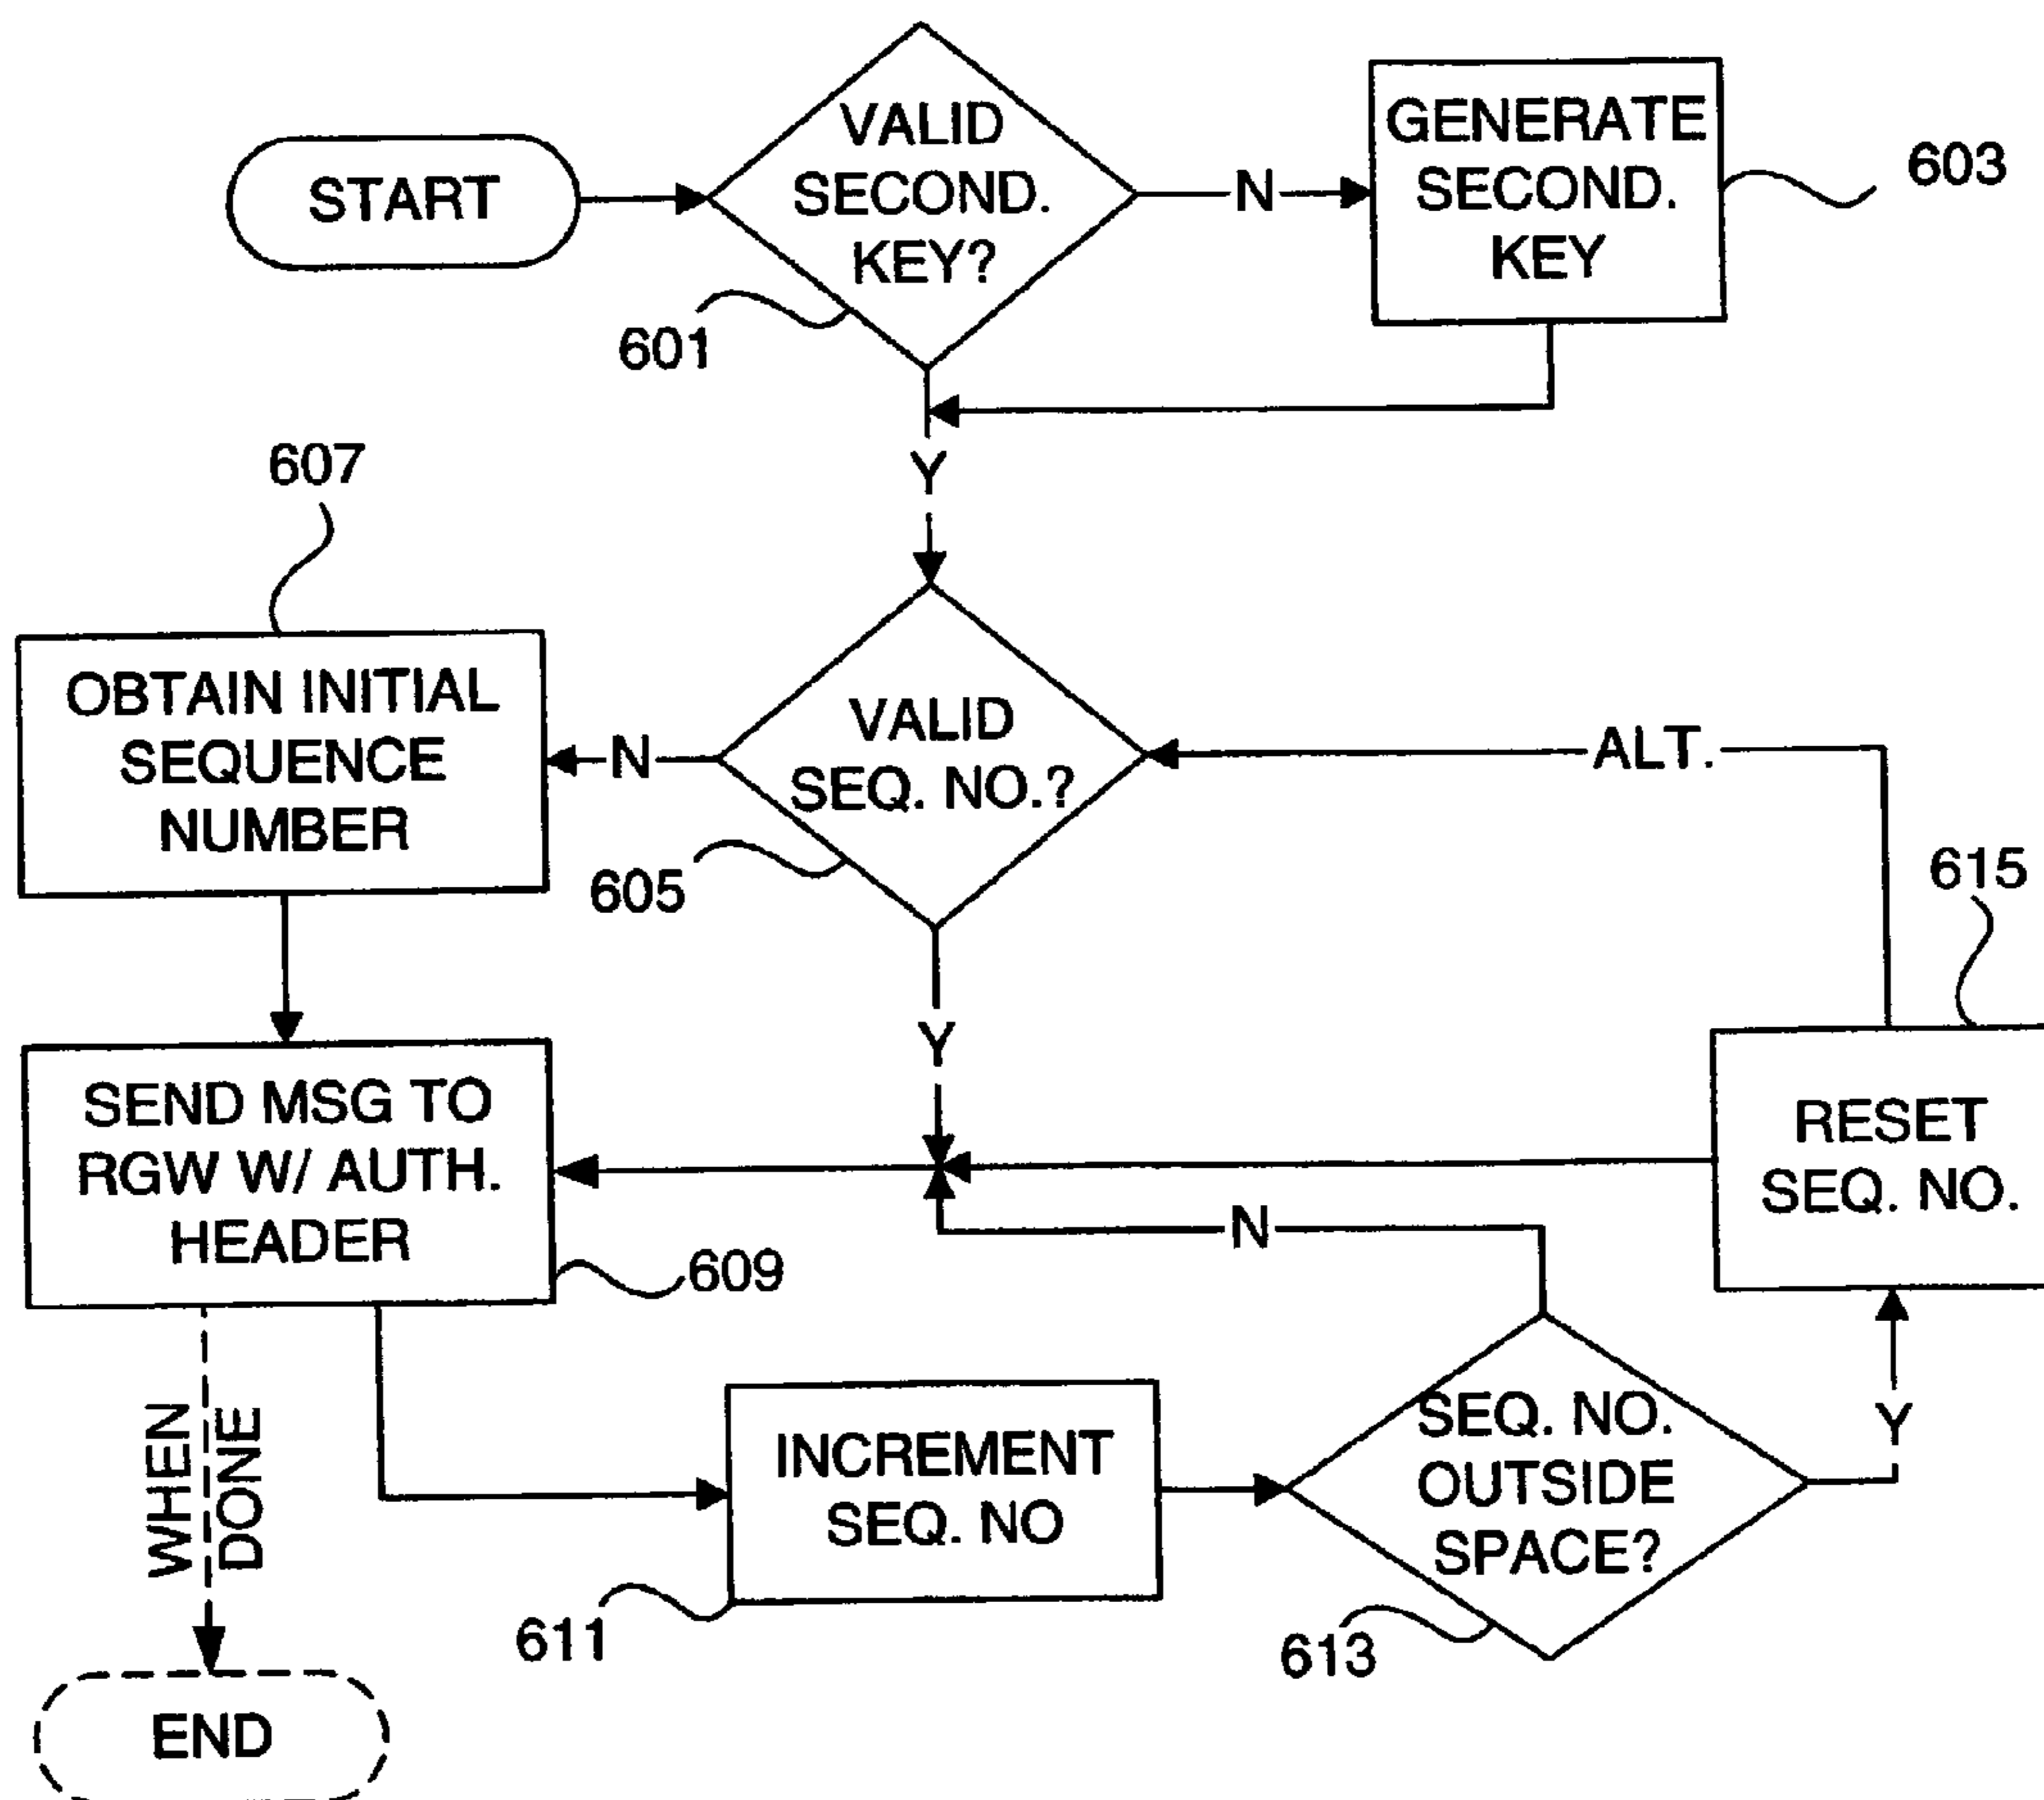 START
VALID
SECOND.
KEY?
601
N
GENERATE
SECOND.
KEY
603
Y
607
OBTAIN INITIAL
SEQUENCE
NUMBER
N
VALID
SEQ. NO.?
605
ALT.
615
Y
SEND MSG TO
RGW W/ AUTH.
HEADER
609
RESET
SEQ. NO.
N
WHEN
DONE
INCREMENT
SEQ. NO
611
SEQ. NO.
OUTSIDE
SPACE?
613
Y
END